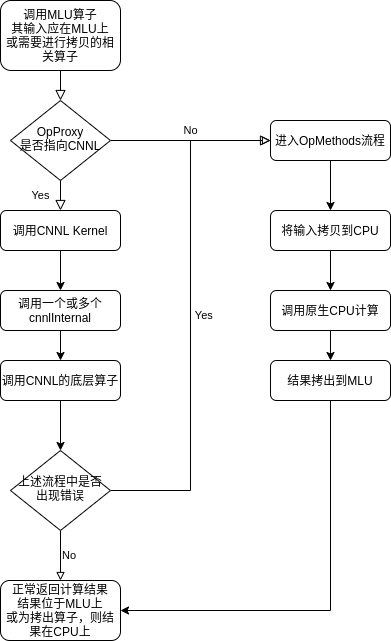 调用MLU算子
其输入应在MLU上
或需要进行拷贝的相
关算子
OpProxy
是否指向CNNL
No
进入OpMethods流程
Yes
调用CNNL Kernel
将输入拷贝到CPU
调用一个或多个
cnnlInternal
调用原生CPU计算
Yes
调用CNNL的底层算子
结果拷出到MLU
上述流程中是否
出现错误
No
正常返回计算结果
结果位于MLU上
或为拷出算子，则结
果在CPU上